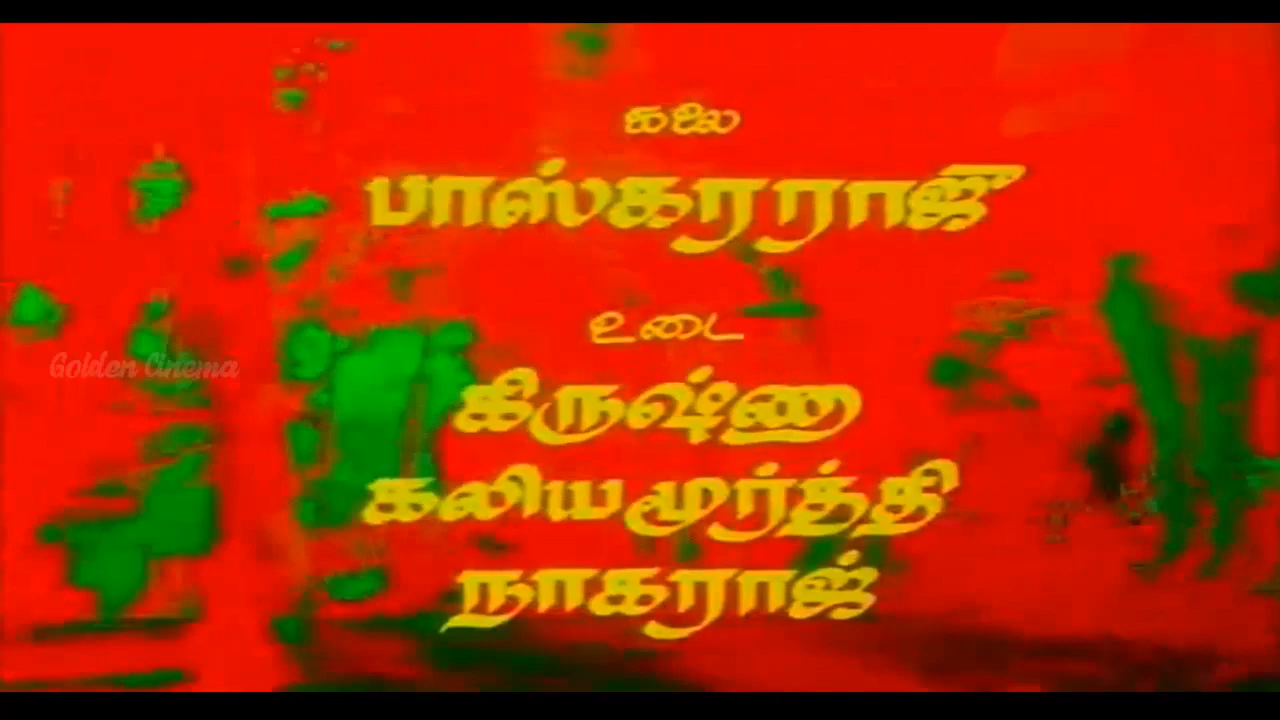 கலை
பாஸ்கரராஜூ
உடை
Golden Cinema
கிருஷ்ண
கலியமூர்த்தி
நாகராஜ்